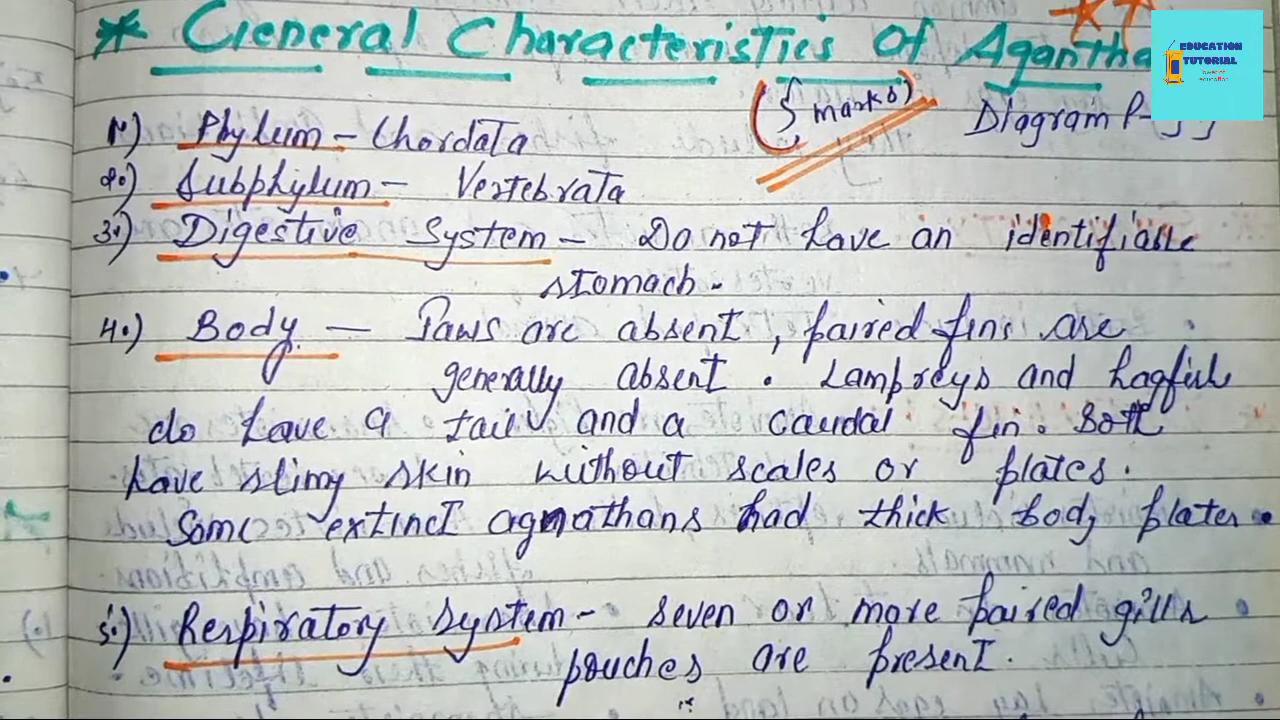 * General Characteristics of Agantha
EDUCATION
TUTORIAL
(5 marks)
Diagram P-
1.) Phylum - Chordata
2.) Subphylum - Vertebrata
3.) Digestive System - Do not have an identifiable
stomach.
4.) Body - Jaws are absent, paired fins are
generally absent. Lampreys and hagfish
do have a tail and a caudal fin. Both
have slimy skin without scales or plates.
Some extinct agnathans had thick body plates.
5.) Respiratory System - seven or more paired gills
pouches are present.